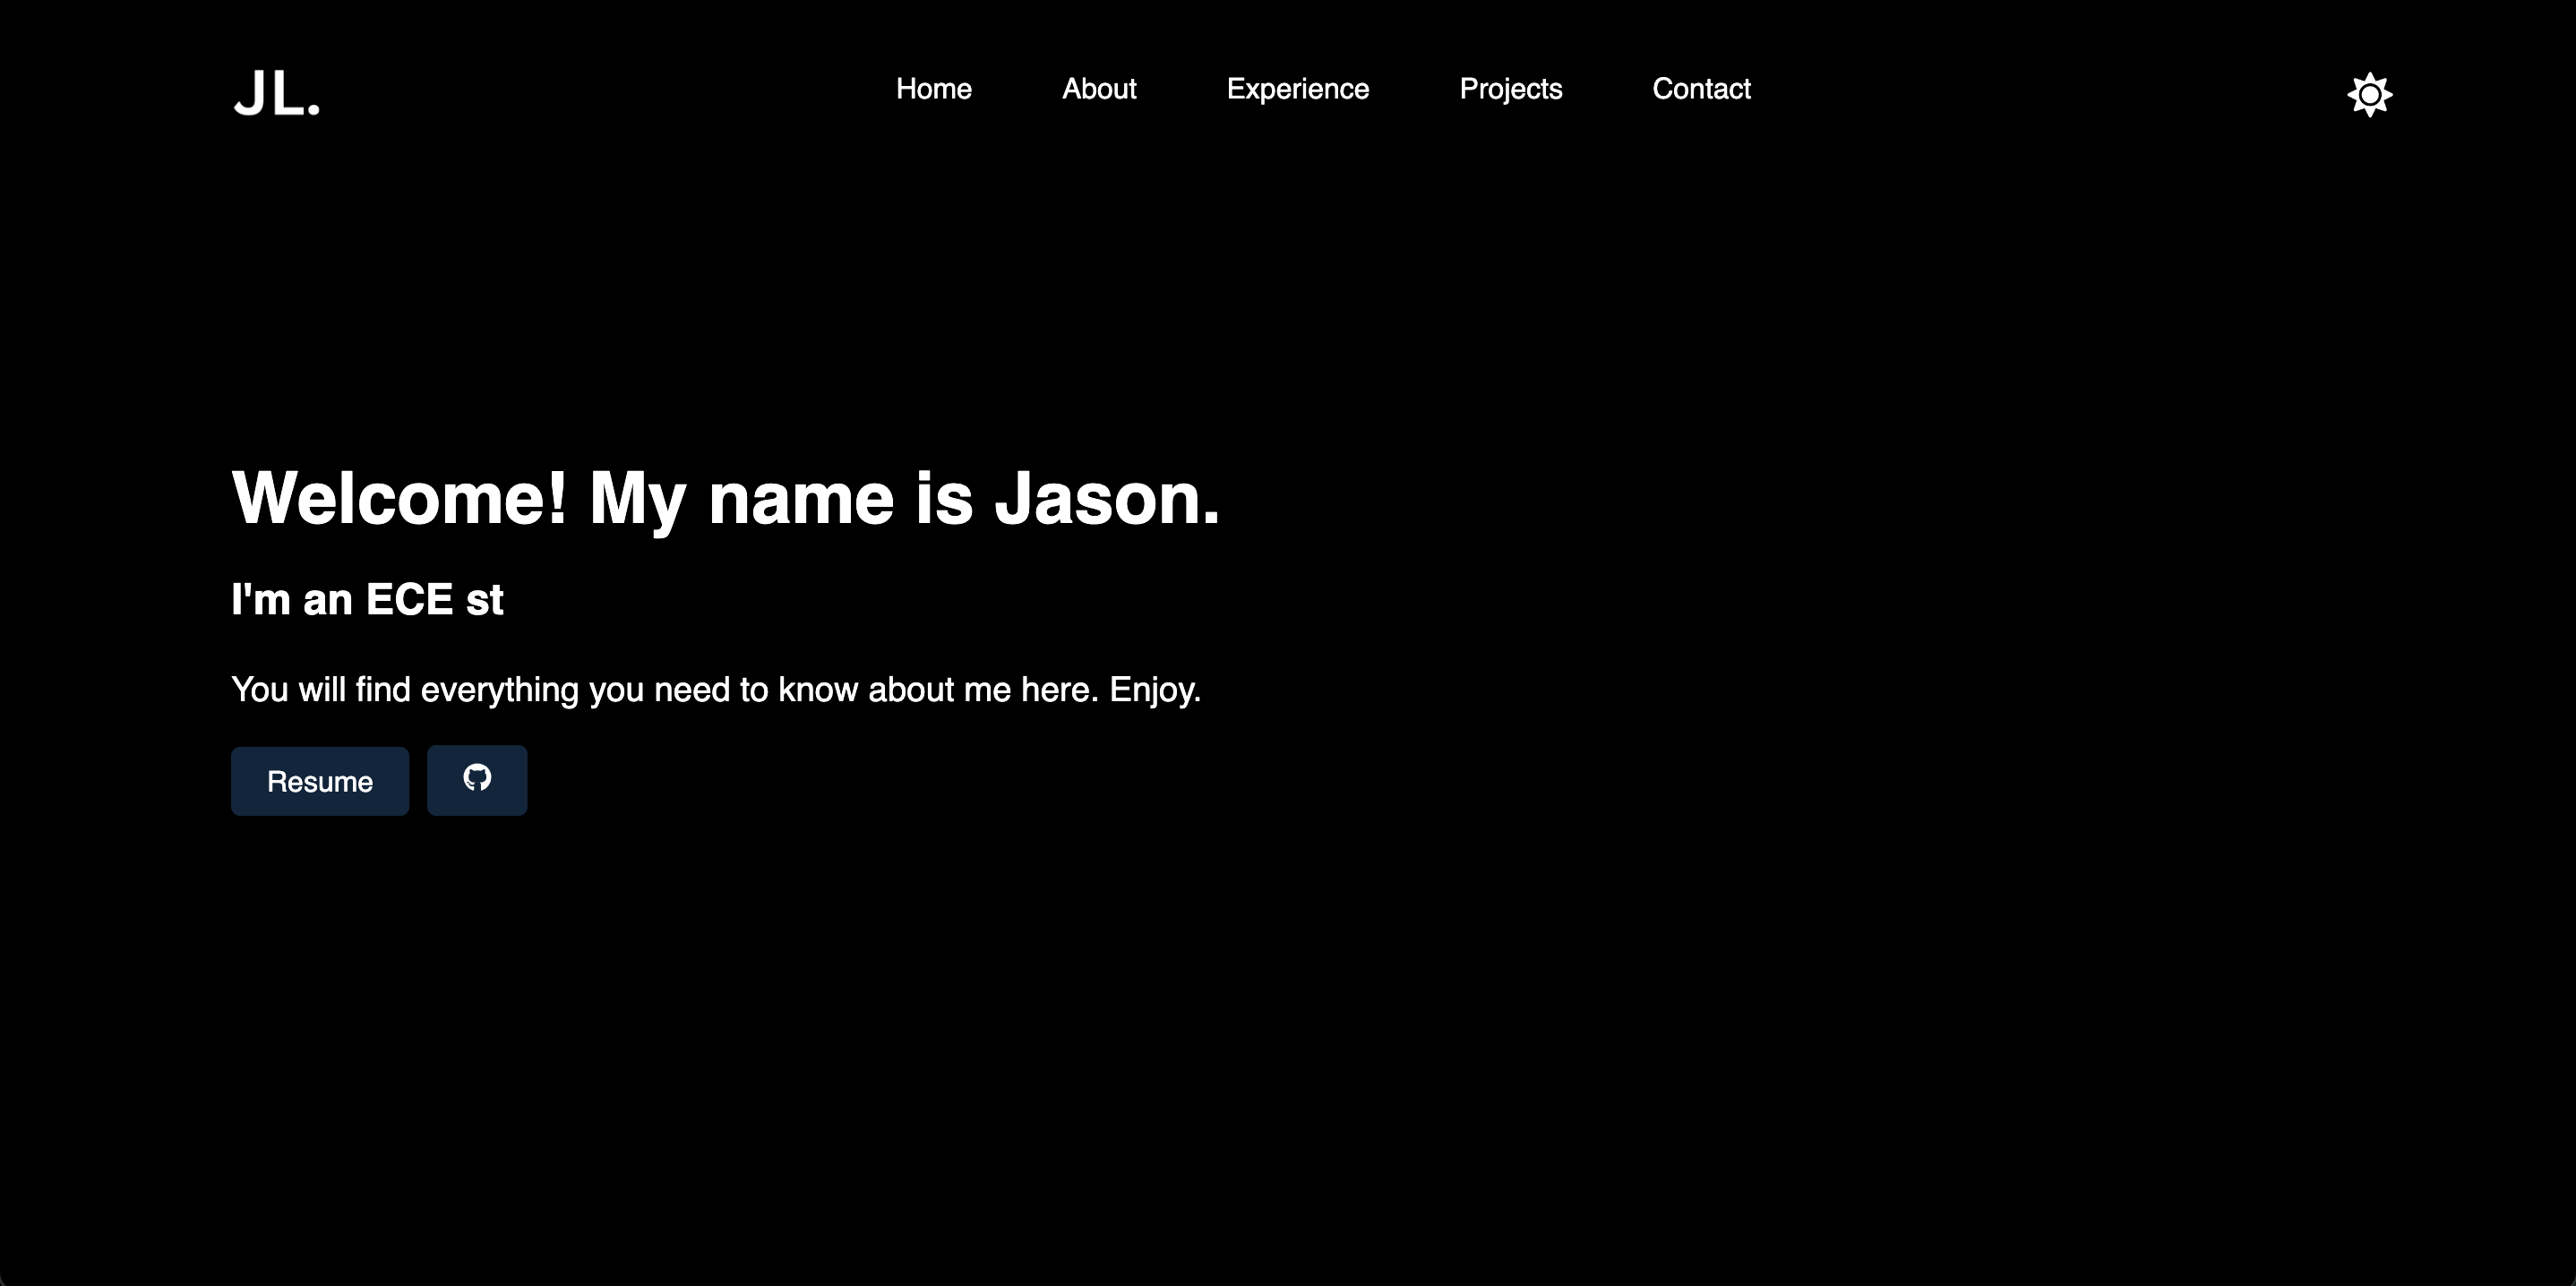 JL.
Home About Experience Projects Contact
Welcome! My name is Jason.
I'm an ECE st
You will find everything you need to know about me here. Enjoy.
Resume